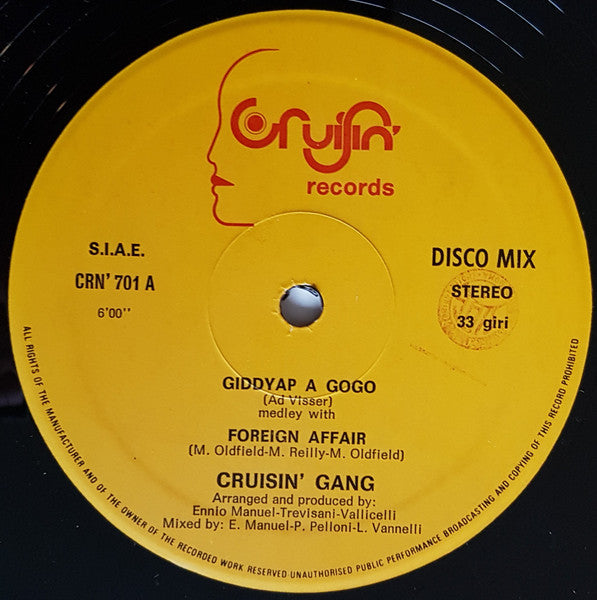 Cruisin'
records
S.I.A.E.
CRN' 701 A
6'00''
DISCO MIX
STEREO
33 giri
GIDDYAP A GOGO
(Ad Visser)
medley with
FOREIGN AFFAIR
(M. Oldfield-M. Reilly-M. Oldfield)
CRUISIN' GANG
Arranged and produced by:
Ennio Manuel-Trevisani-Vallicelli
Mixed by: E. Manuel-P. Pelloni-L. Vannelli
ALL RIGHTS OF THE MANUFACTURER AND OF THE OWNER OF THE RECORDED WORK RESERVED UNAUTHORISED PUBLIC PERFORMANCE BROADCASTING AND COPYING OF THIS RECORD PROHIBITED